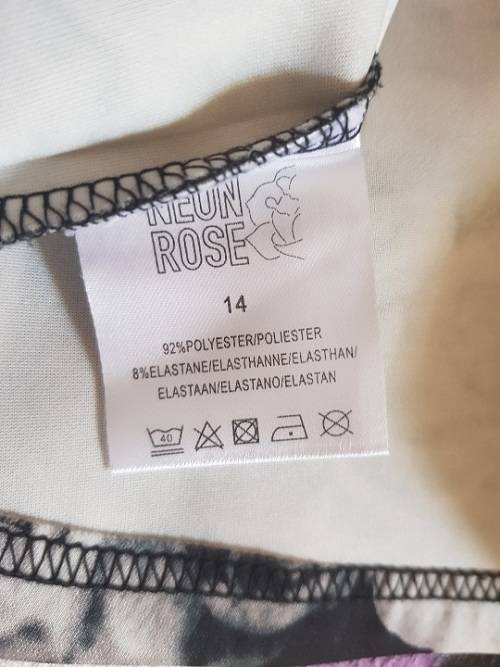 NEON
ROSE
14
92%POLYESTER/POLIESTER
8%ELASTANE/ELASTHANNE/ELASTHAN/
ELASTAAN/ELASTANO/ELASTAN
40